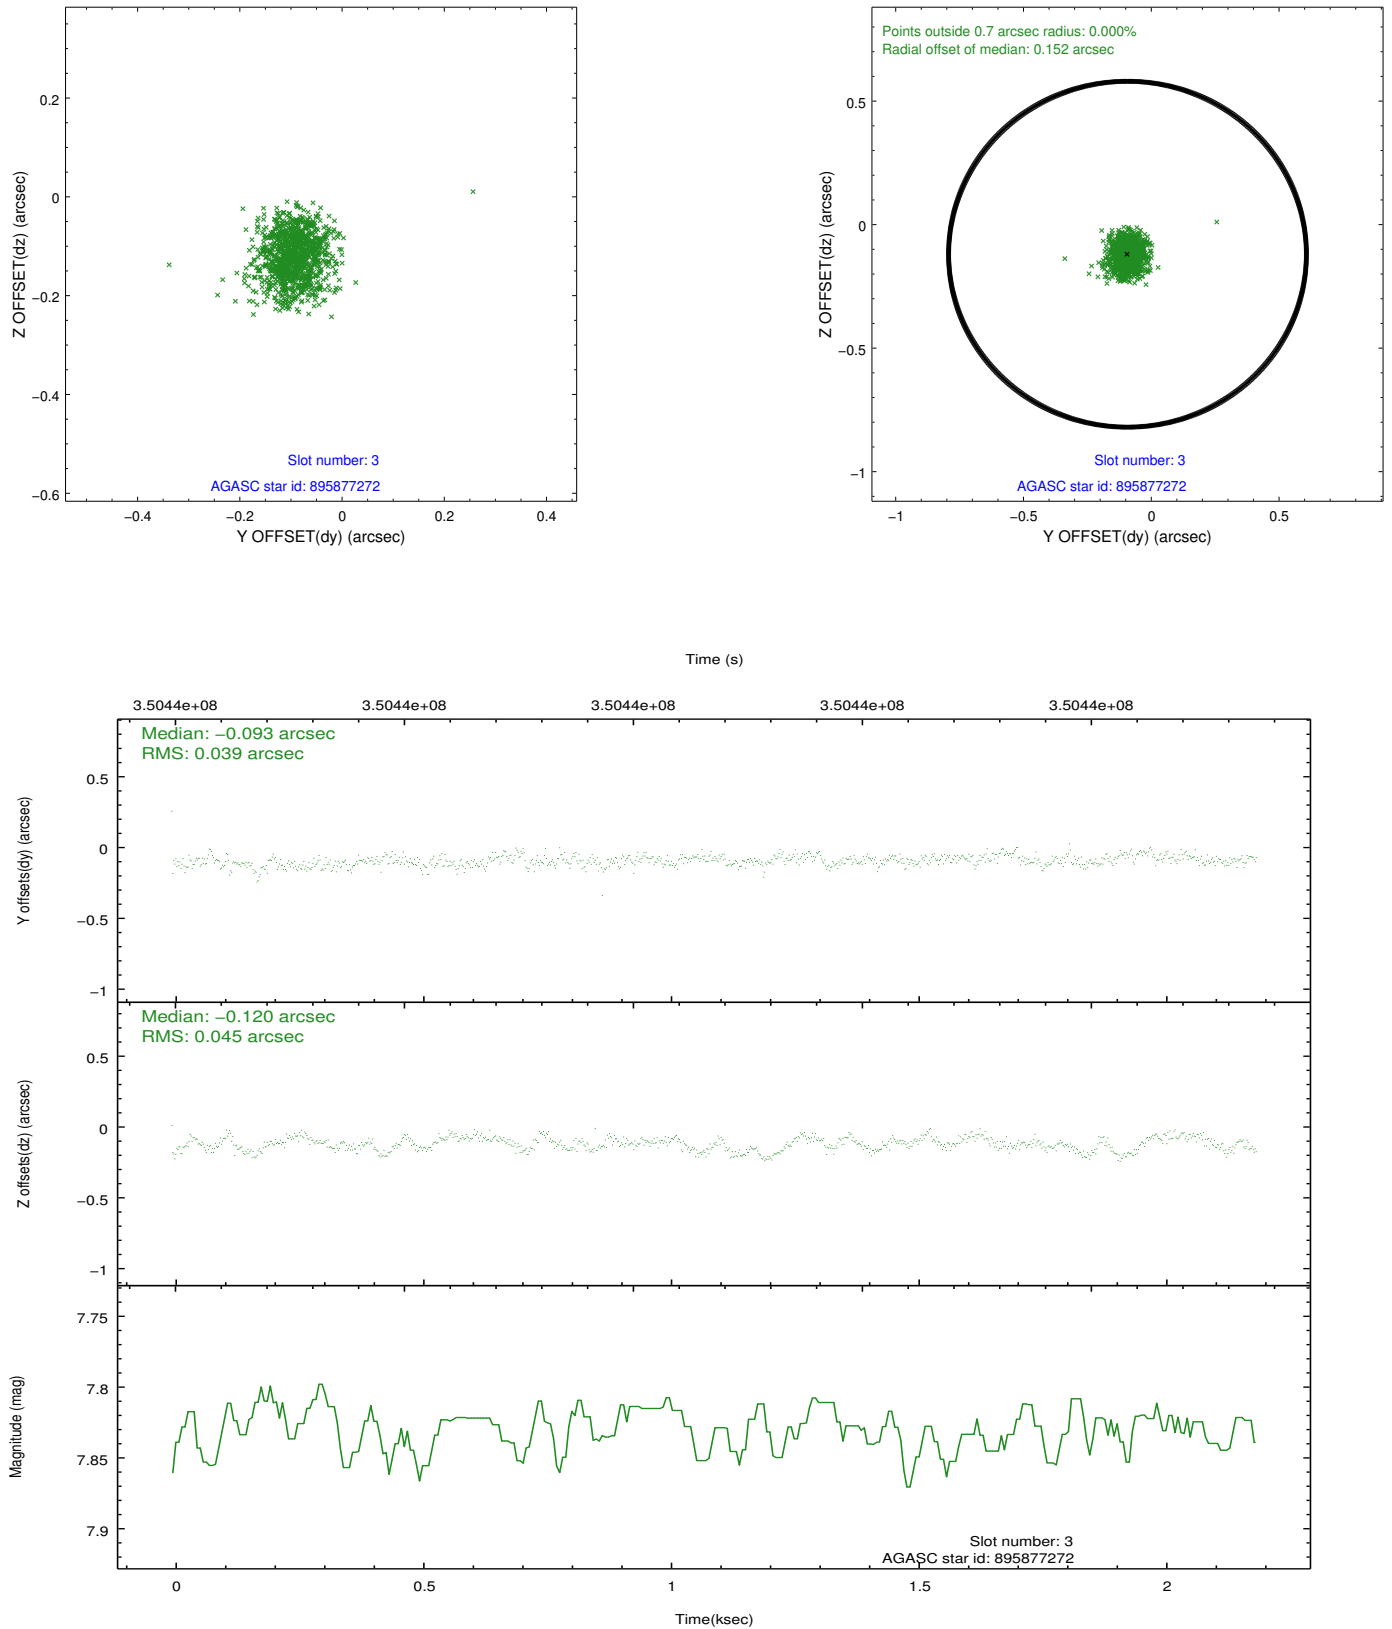 0.2
0
−0.2
−0.4
−0.6
Z OFFSET(dz) (arcsec)
Slot number: 3
AGASC star id: 895877272
−0.4 −0.2 0 0.2 0.4
Y OFFSET(dy) (arcsec)
Points outside 0.7 arcsec radius: 0.000%
Radial offset of median: 0.152 arcsec
0.5
0
−0.5
−1
Z OFFSET(dz) (arcsec)
Slot number: 3
AGASC star id: 895877272
−1 −0.5 0 0.5
Y OFFSET(dy) (arcsec)
Time (s)
3.5044e+08 3.5044e+08 3.5044e+08 3.5044e+08 3.5044e+08
Median: −0.093 arcsec
RMS: 0.039 arcsec
0.5
0
−0.5
−1
Y offsets(dy) (arcsec)
Median: −0.120 arcsec
RMS: 0.045 arcsec
0.5
0
−0.5
−1
Z offsets(dz) (arcsec)
7.75
7.8
7.85
7.9
Magnitude (mag)
Slot number: 3
AGASC star id: 895877272
0 0.5 1 1.5 2
Time(ksec)